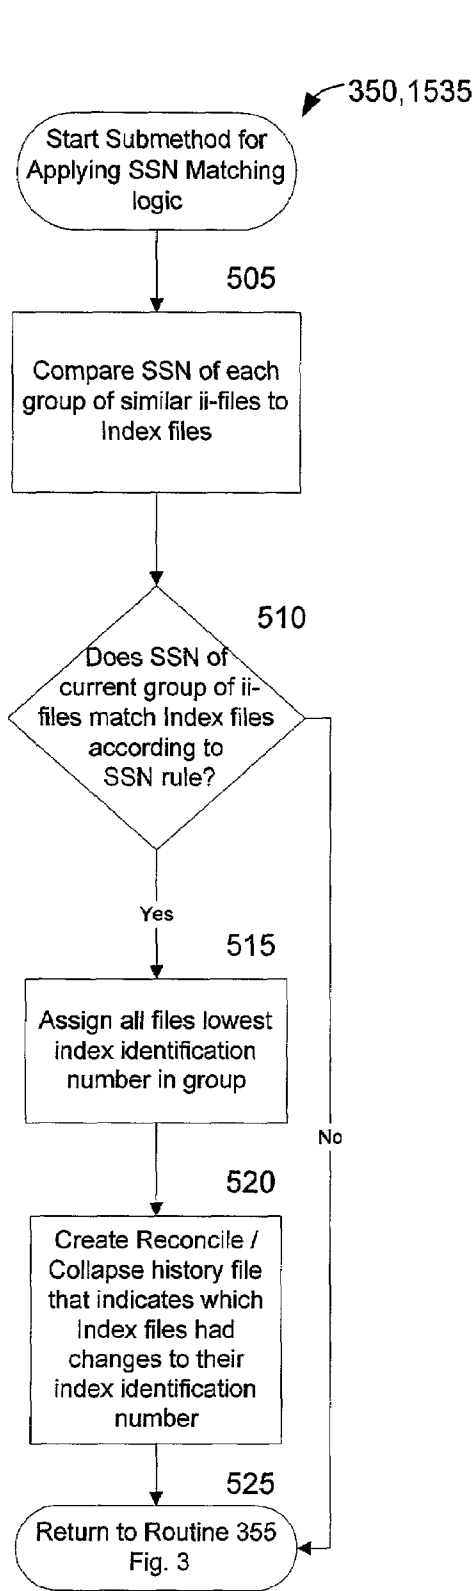 350,1535
Start Submethod for
Applying SSN Matching
logic
505
Compare SSN of each
group of similar ii-files to
Index files
510
Does SSN of
current group of ii-
files match Index files
according to
SSN rule?
Yes
515
Assign all files lowest
index identification
number in group
No
520
Create Reconcile /
Collapse history file
that indicates which
Index files had
changes to their
index identification
number
525
Return to Routine 355
Fig. 3